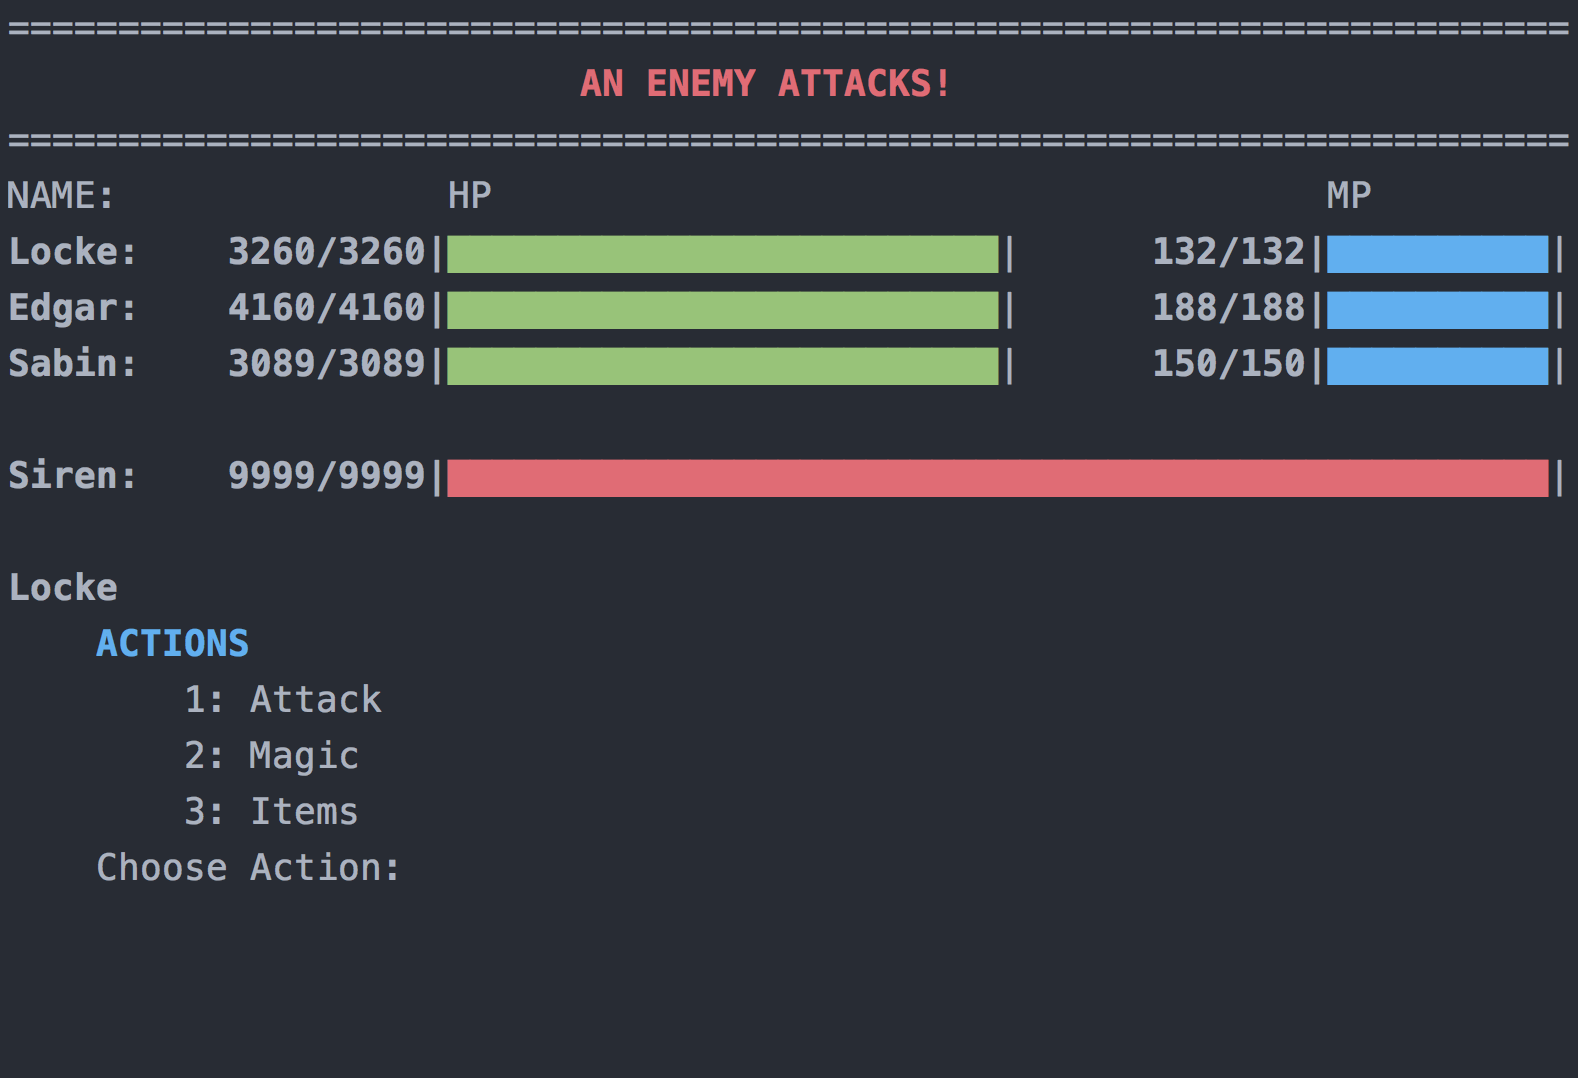 =======================================================================
AN ENEMY ATTACKS!
=======================================================================
NAME: HP MP
Locke: 3260/3260| | 132/132| |
Edgar: 4160/4160| | 188/188| |
Sabin: 3089/3089| | 150/150| |
Siren: 9999/9999| |
Locke
ACTIONS
1: Attack
2: Magic
3: Items
Choose Action: